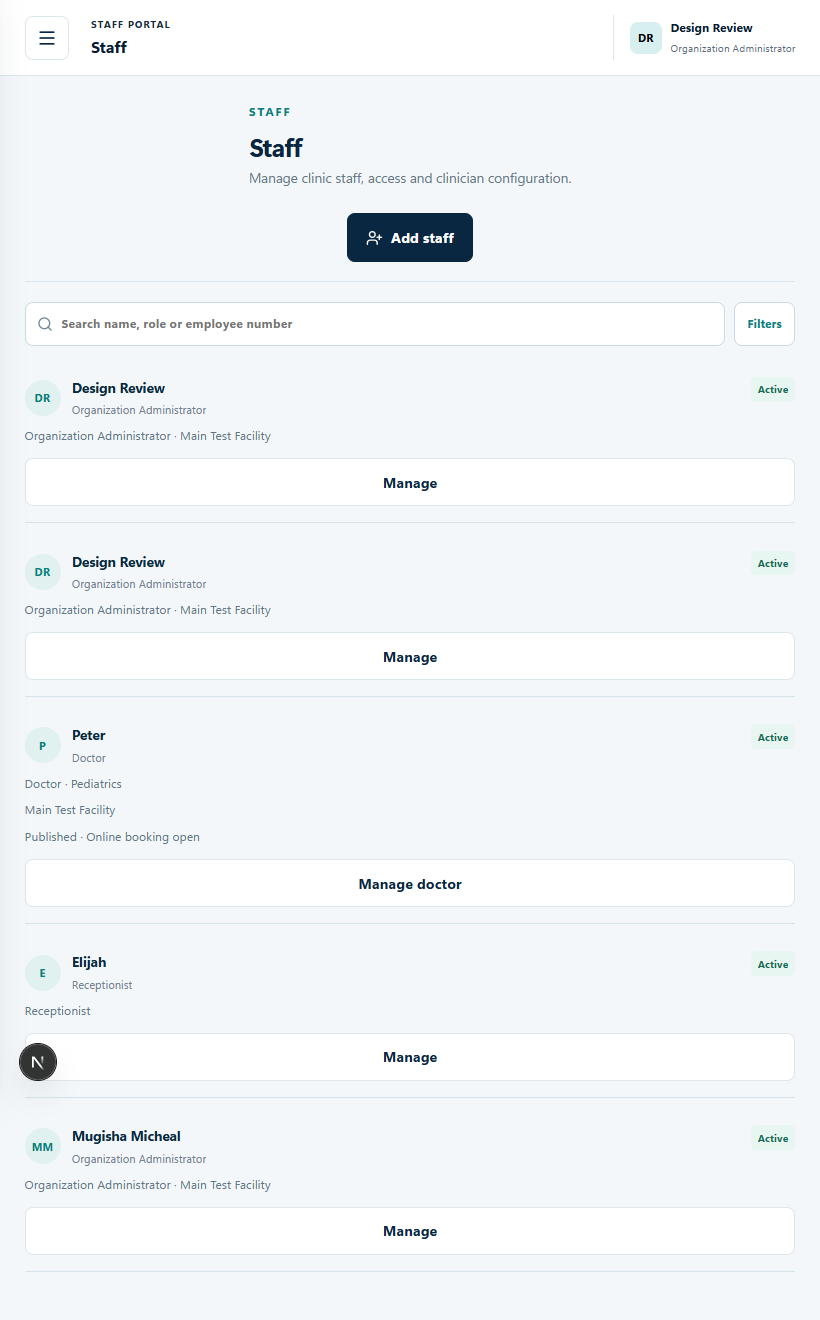 STAFF PORTAL
Staff
DR
Design Review
Organization Administrator
STAFF
Staff
Manage clinic staff, access and clinician configuration.
Add staff
Search name, role or employee number
Filters
DR
Design Review
Organization Administrator
Active
Organization Administrator · Main Test Facility
Manage
DR
Design Review
Organization Administrator
Active
Organization Administrator · Main Test Facility
Manage
P
Peter
Doctor
Active
Doctor · Pediatrics
Main Test Facility
Published · Online booking open
Manage doctor
E
Elijah
Receptionist
Active
Receptionist
N
Manage
MM
Mugisha Micheal
Organization Administrator
Active
Organization Administrator · Main Test Facility
Manage